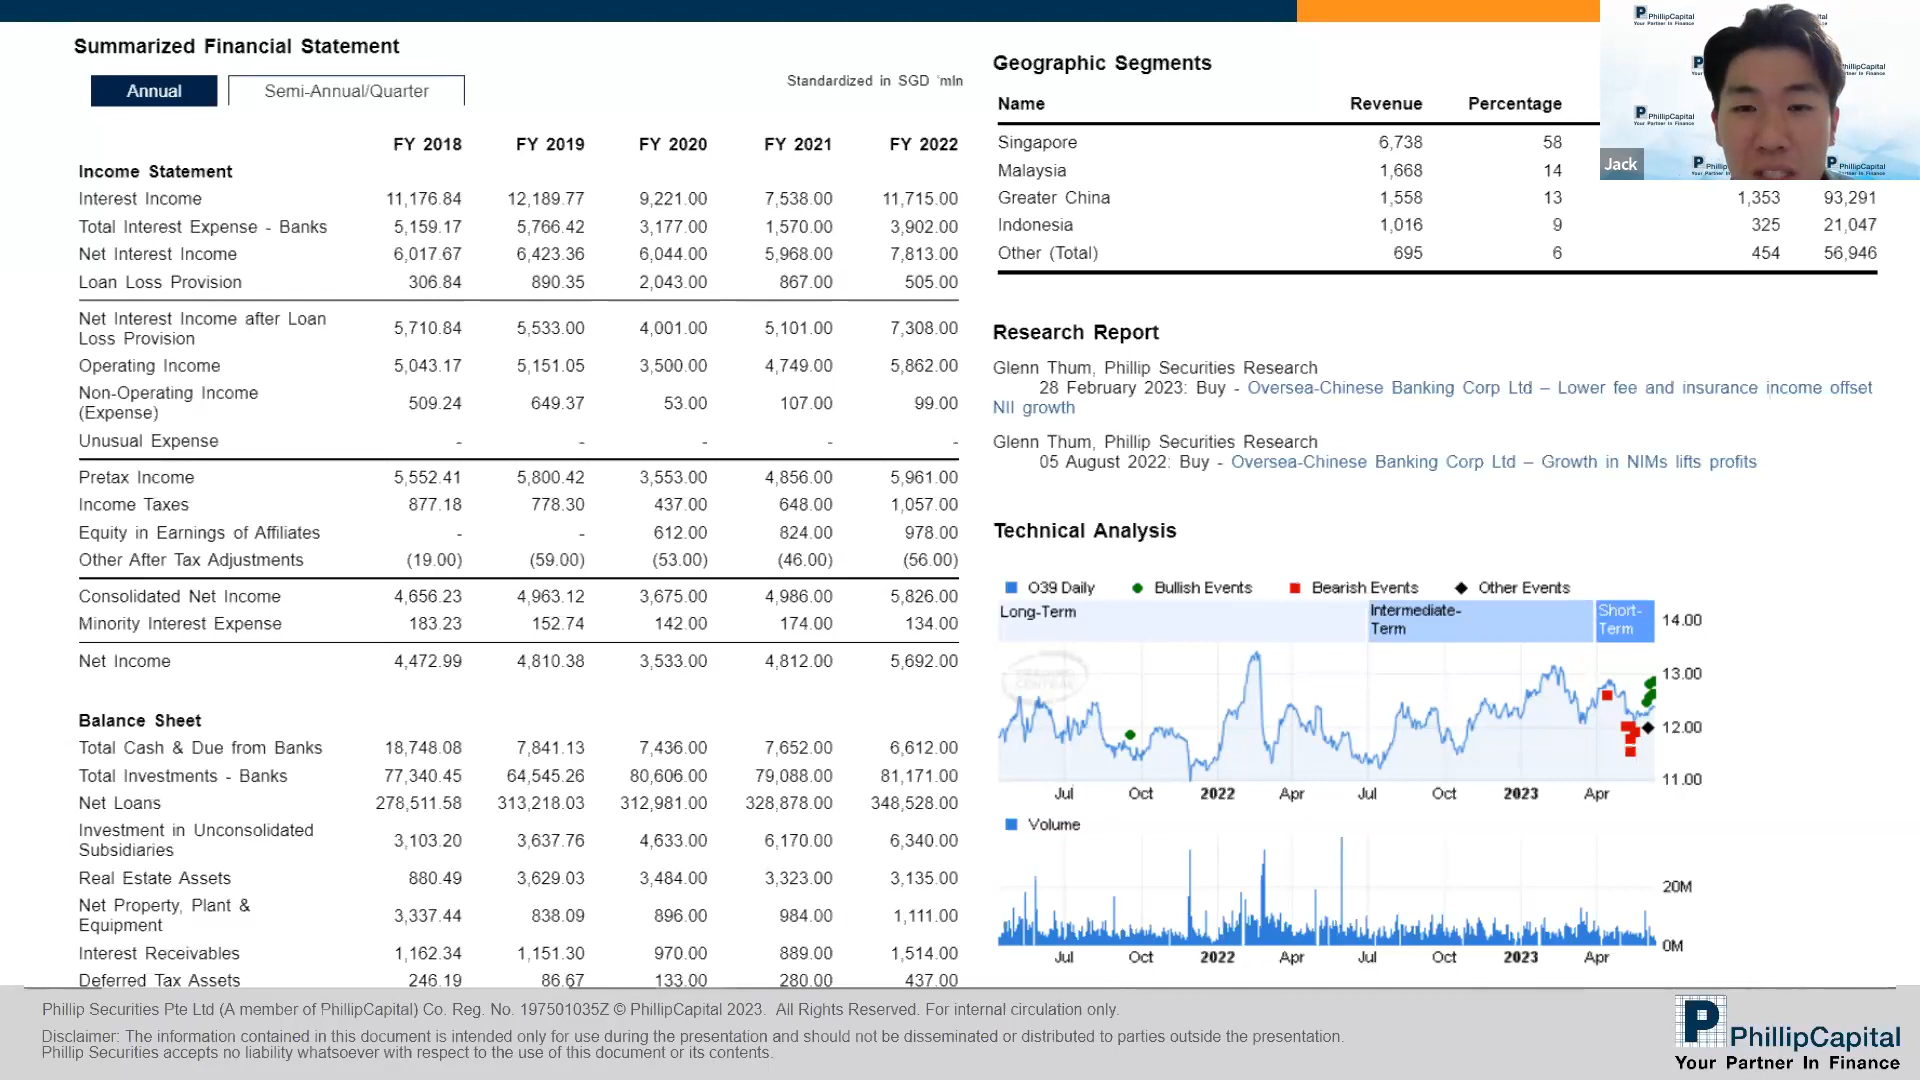 Summarized Financial Statement
Annual
Semi-Annual/Quarter
Standardized in SGD 'mln
FY 2018 FY 2019 FY 2020 FY 2021 FY 2022
Income Statement
Interest Income 11,176.84 12,189.77 9,221.00 7,538.00 11,715.00
Total Interest Expense - Banks 5,159.17 5,766.42 3,177.00 1,570.00 3,902.00
Net Interest Income 6,017.67 6,423.36 6,044.00 5,968.00 7,813.00
Loan Loss Provision 306.84 890.35 2,043.00 867.00 505.00
Net Interest Income after Loan
Loss Provision 5,710.84 5,533.00 4,001.00 5,101.00 7,308.00
Operating Income 5,043.17 5,151.05 3,500.00 4,749.00 5,862.00
Non-Operating Income
(Expense) 509.24 649.37 53.00 107.00 99.00
Unusual Expense - - - - -
Pretax Income 5,552.41 5,800.42 3,553.00 4,856.00 5,961.00
Income Taxes 877.18 778.30 437.00 648.00 1,057.00
Equity in Earnings of Affiliates - - 612.00 824.00 978.00
Other After Tax Adjustments (19.00) (59.00) (53.00) (46.00) (56.00)
Consolidated Net Income 4,656.23 4,963.12 3,675.00 4,986.00 5,826.00
Minority Interest Expense 183.23 152.74 142.00 174.00 134.00
Net Income 4,472.99 4,810.38 3,533.00 4,812.00 5,692.00
Balance Sheet
Total Cash & Due from Banks 18,748.08 7,841.13 7,436.00 7,652.00 6,612.00
Total Investments - Banks 77,340.45 64,545.26 80,606.00 79,088.00 81,171.00
Net Loans 278,511.58 313,218.03 312,981.00 328,878.00 348,528.00
Investment in Unconsolidated
Subsidiaries 3,103.20 3,637.76 4,633.00 6,170.00 6,340.00
Real Estate Assets 880.49 3,629.03 3,484.00 3,323.00 3,135.00
Net Property, Plant &
Equipment 3,337.44 838.09 896.00 984.00 1,111.00
Interest Receivables 1,162.34 1,151.30 970.00 889.00 1,514.00
Deferred Tax Assets 246.19 86.67 133.00 280.00 437.00
Geographic Segments
Name Revenue Percentage
Singapore 6,738 58
Malaysia 1,668 14
Greater China 1,558 13 1,353 93,291
Indonesia 1,016 9 325 21,047
Other (Total) 695 6 454 56,946
Research Report
Glenn Thum, Phillip Securities Research
28 February 2023: Buy - Oversea-Chinese Banking Corp Ltd – Lower fee and insurance income offset
NII growth
Glenn Thum, Phillip Securities Research
05 August 2022: Buy - Oversea-Chinese Banking Corp Ltd – Growth in NIMs lifts profits
Technical Analysis
O39 Daily Bullish Events Bearish Events Other Events
Long-Term
Intermediate-
Term
Short-
Term
14.00
13.00
12.00
11.00
Jul Oct 2022 Apr Jul Oct 2023 Apr
Volume
20M
0M
Jul Oct 2022 Apr Jul Oct 2023 Apr
PhillipCapital
Your Partner In Finance
Jack
Phillip Securities Pte Ltd (A member of PhillipCapital) Co. Reg. No. 197501035Z © PhillipCapital 2023. All Rights Reserved. For internal circulation only.
Disclaimer: The information contained in this document is intended only for use during the presentation and should not be disseminated or distributed to parties outside the presentation.
Phillip Securities accepts no liability whatsoever with respect to the use of this document or its contents.
PhillipCapital
Your Partner In Finance